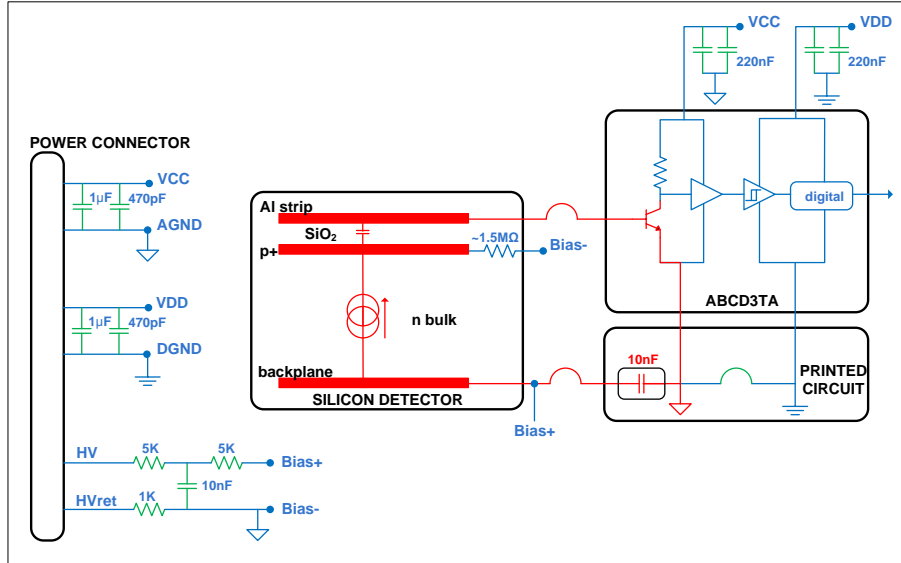 VCC
220nF
VDD
220nF
POWER CONNECTOR
1µF
470pF
VCC
AGND
1µF
470pF
VDD
DGND
HV
5K
5K
Bias+
10nF
HVret
1K
Bias-
Al strip
SiO2
p+
~1.5MΩ
Bias-
n bulk
backplane
SILICON DETECTOR
Bias+
digital
ABCD3TA
10nF
PRINTED
CIRCUIT